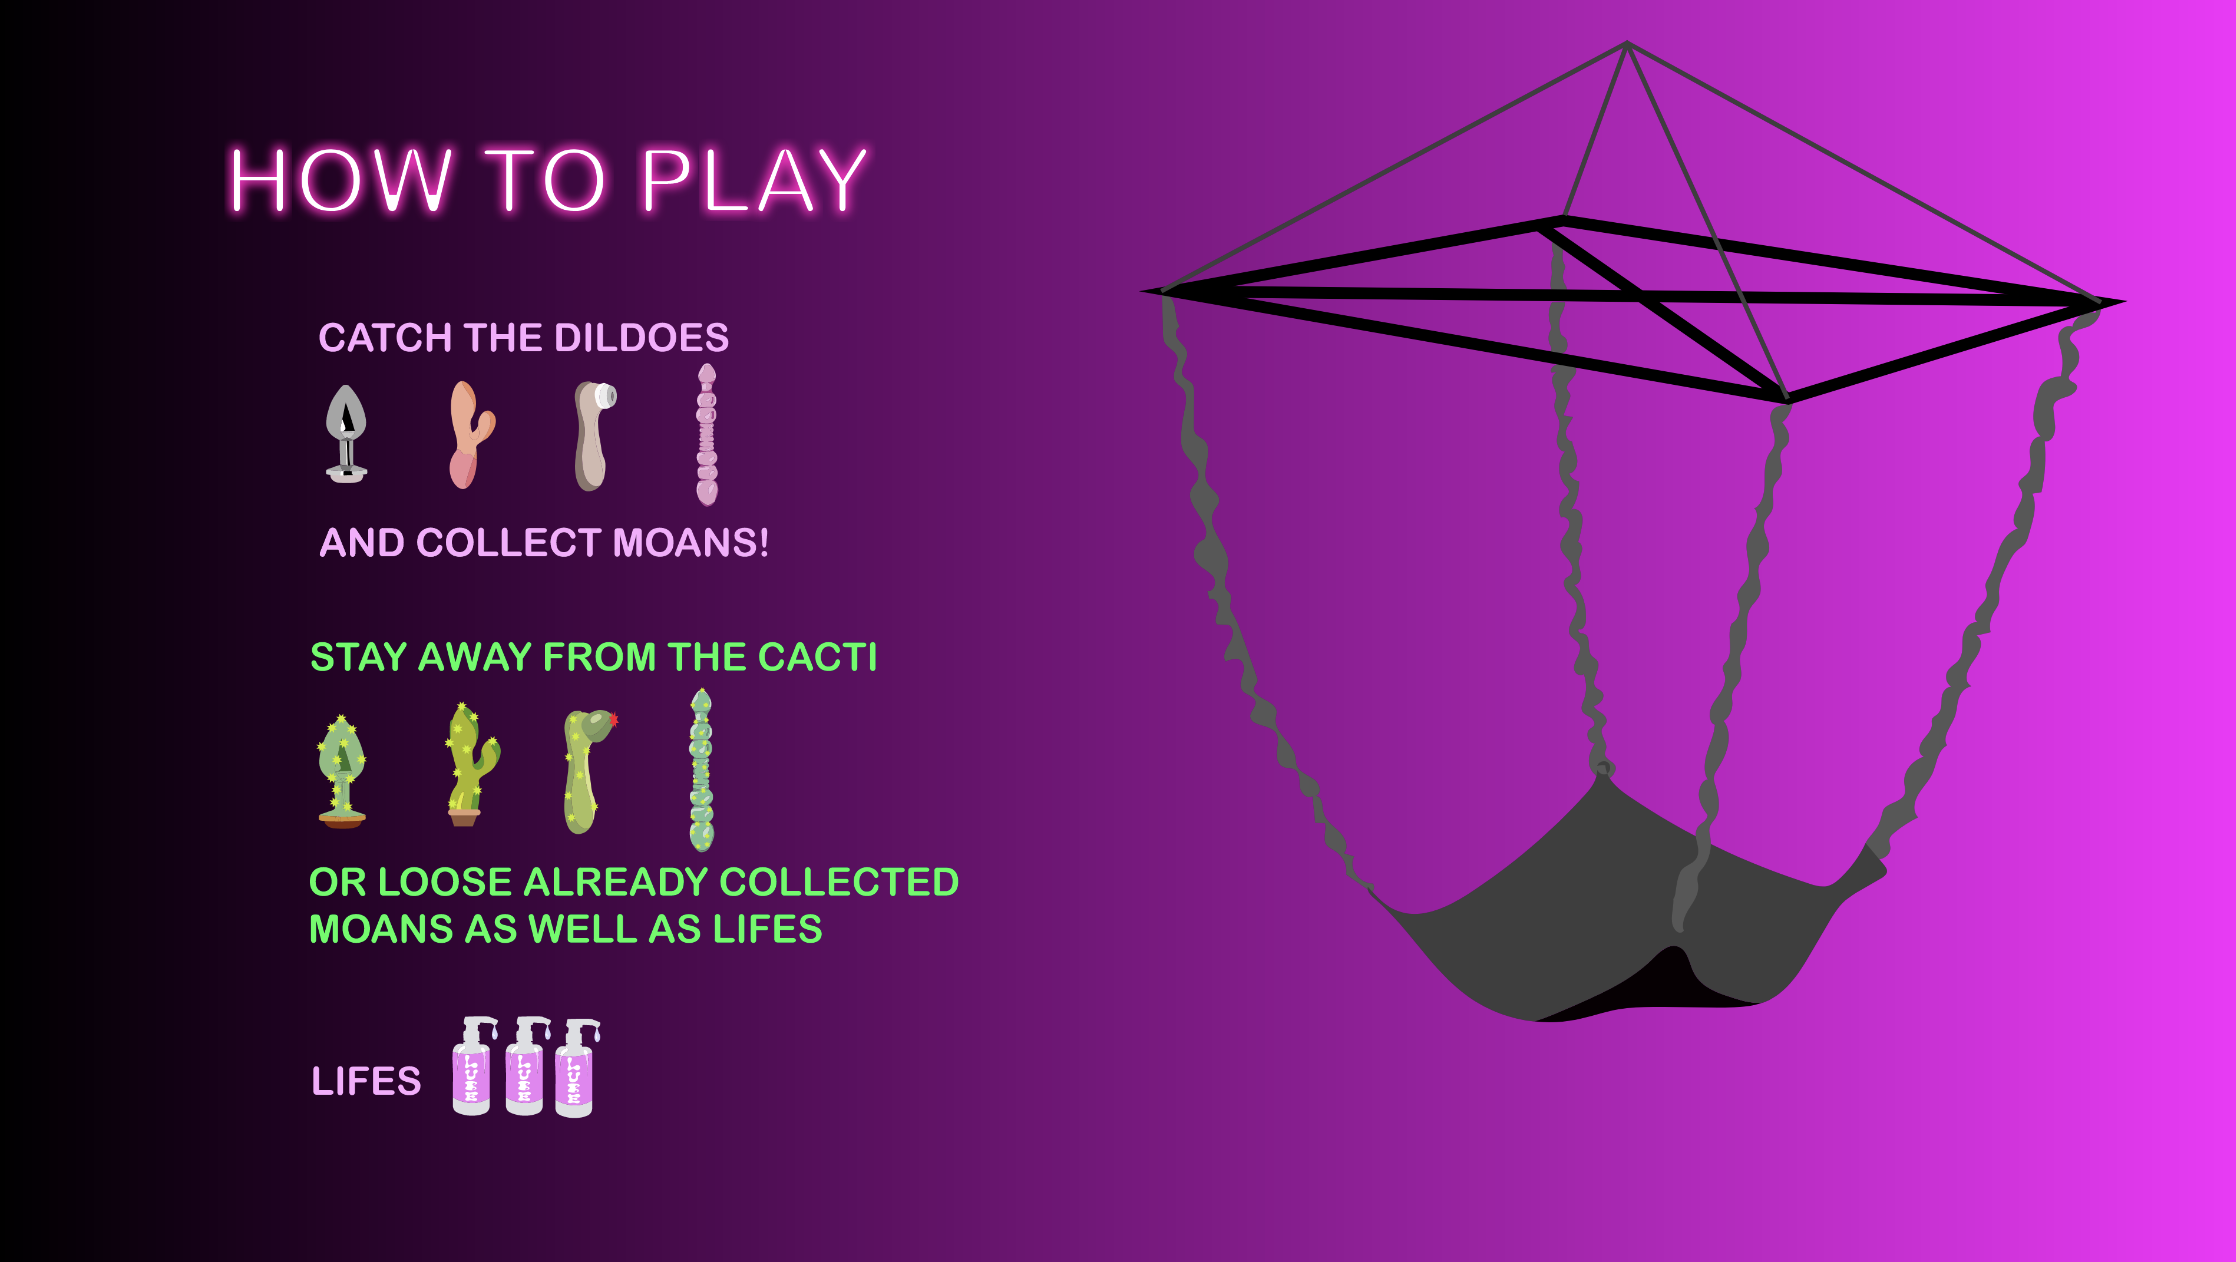 HOW TO PLAY
CATCH THE DILDOES
AND COLLECT MOANS!
STAY AWAY FROM THE CACTI
OR LOOSE ALREADY COLLECTED
MOANS AS WELL AS LIFES
LIFES
LUBE
LUBE
LUBE